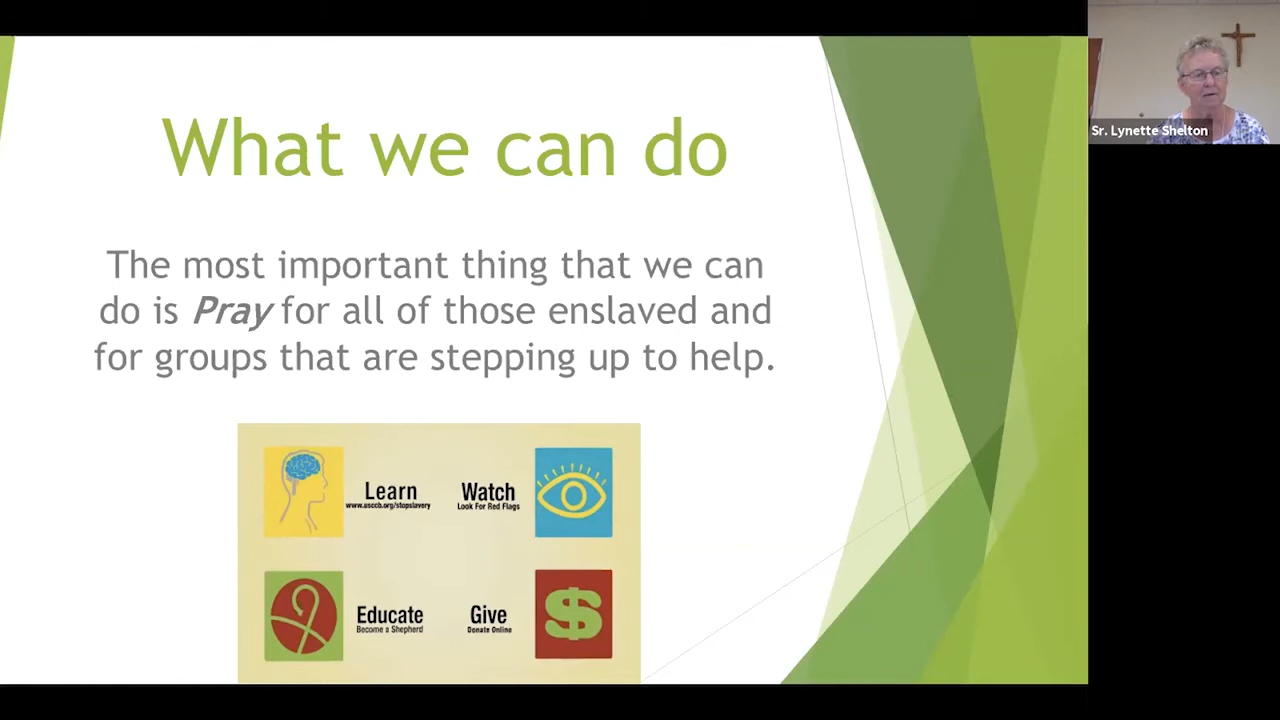 What we can do
The most important thing that we can
do is Pray for all of those enslaved and
for groups that are stepping up to help.
Learn
www.usccb.org/stopslavery
Watch
Look For Red Flags
Educate
Become a Shepherd
Give
Donate Online
Sr. Lynette Shelton